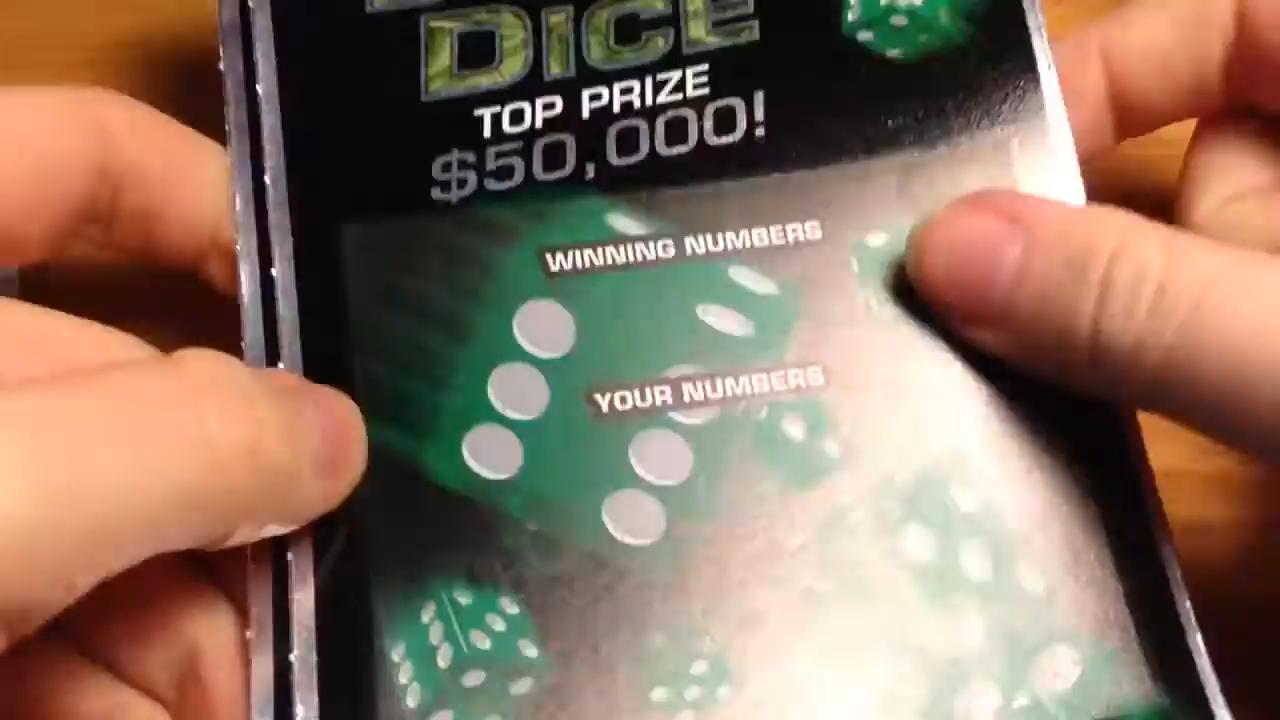 DICE
TOP PRIZE
$50,000!
WINNING NUMBERS
YOUR NUMBERS